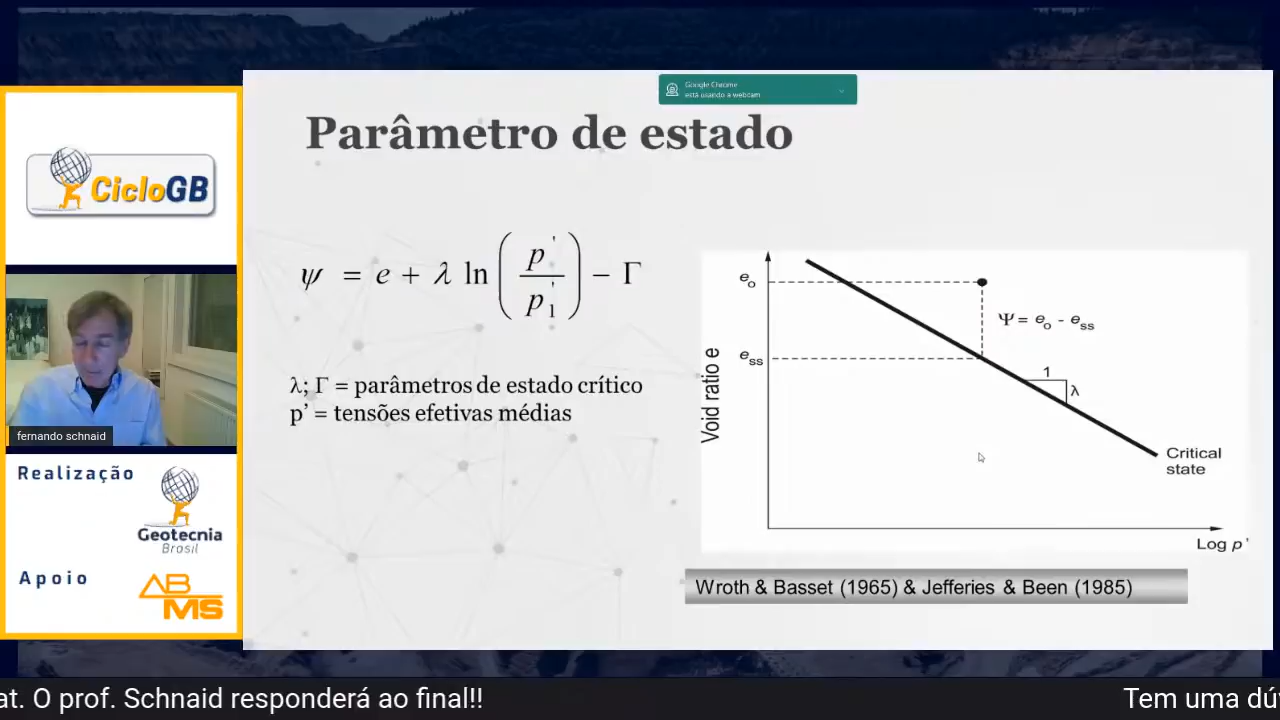 Google Chrome
está usando a webcam
Parâmetro de estado
CicloGB
ψ = e + λ ln ( p' / p'1 ) − Γ
λ; Γ = parâmetros de estado crítico
p’ = tensões efetivas médias
eo
Ψ = eo - ess
ess
1
λ
Void ratio e
Critical
state
Log p'
Wroth & Basset (1965) & Jefferies & Been (1985)
fernando schnaid
Realização
Geotecnia
Brasil
Apoio
ABMS
at. O prof. Schnaid responderá ao final!!
Tem uma dú